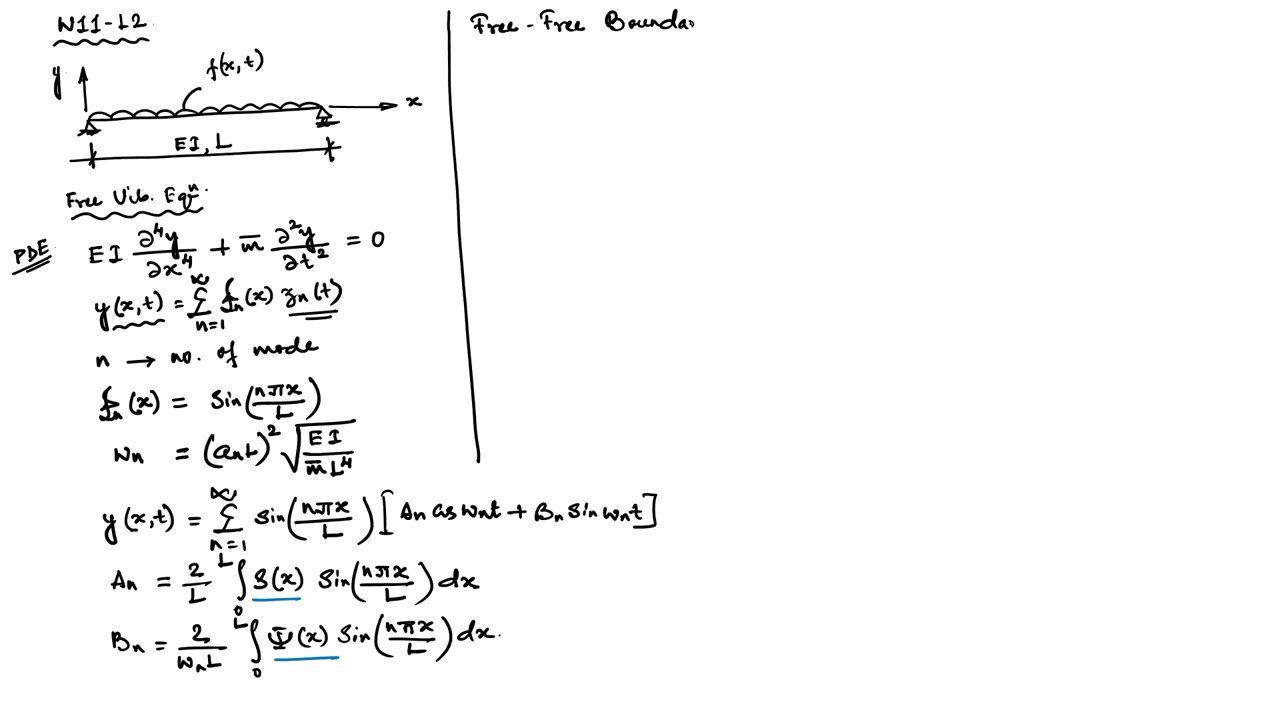 W11-L2
y
f(x,t)
x
EI, L
Free Vib. Eqⁿ.
PDE
EI ∂⁴y/∂x⁴ + m̄ ∂²y/∂t² = 0
y(x,t) = ∑_{n=1}^{∞} Φₙ(x) zₙ(t)
n → no. of mode
Φₙ(x) = Sin(nπx/L)
ωₙ = (aₙL)² √(EI/m̄L⁴)
y(x,t) = ∑_{n=1}^{∞} Sin(nπx/L) [Aₙ Cos ωₙt + Bₙ Sin ωₙt]
Aₙ = 2/L ∫₀ᴸ S(x) Sin(nπx/L) dx
Bₙ = 2/(ωₙL) ∫₀ᴸ Ψ(x) Sin(nπx/L) dx.
Free - Free Bounda